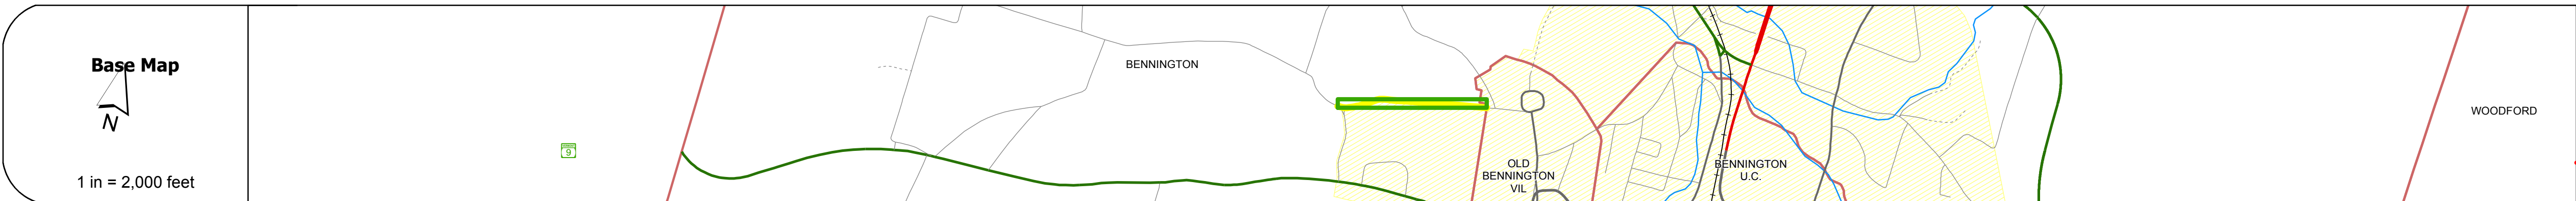 Base Map
N
1 in = 2,000 feet
9
BENNINGTON
OLD
BENNINGTON
VIL
BENNINGTON
U.C.
WOODFORD